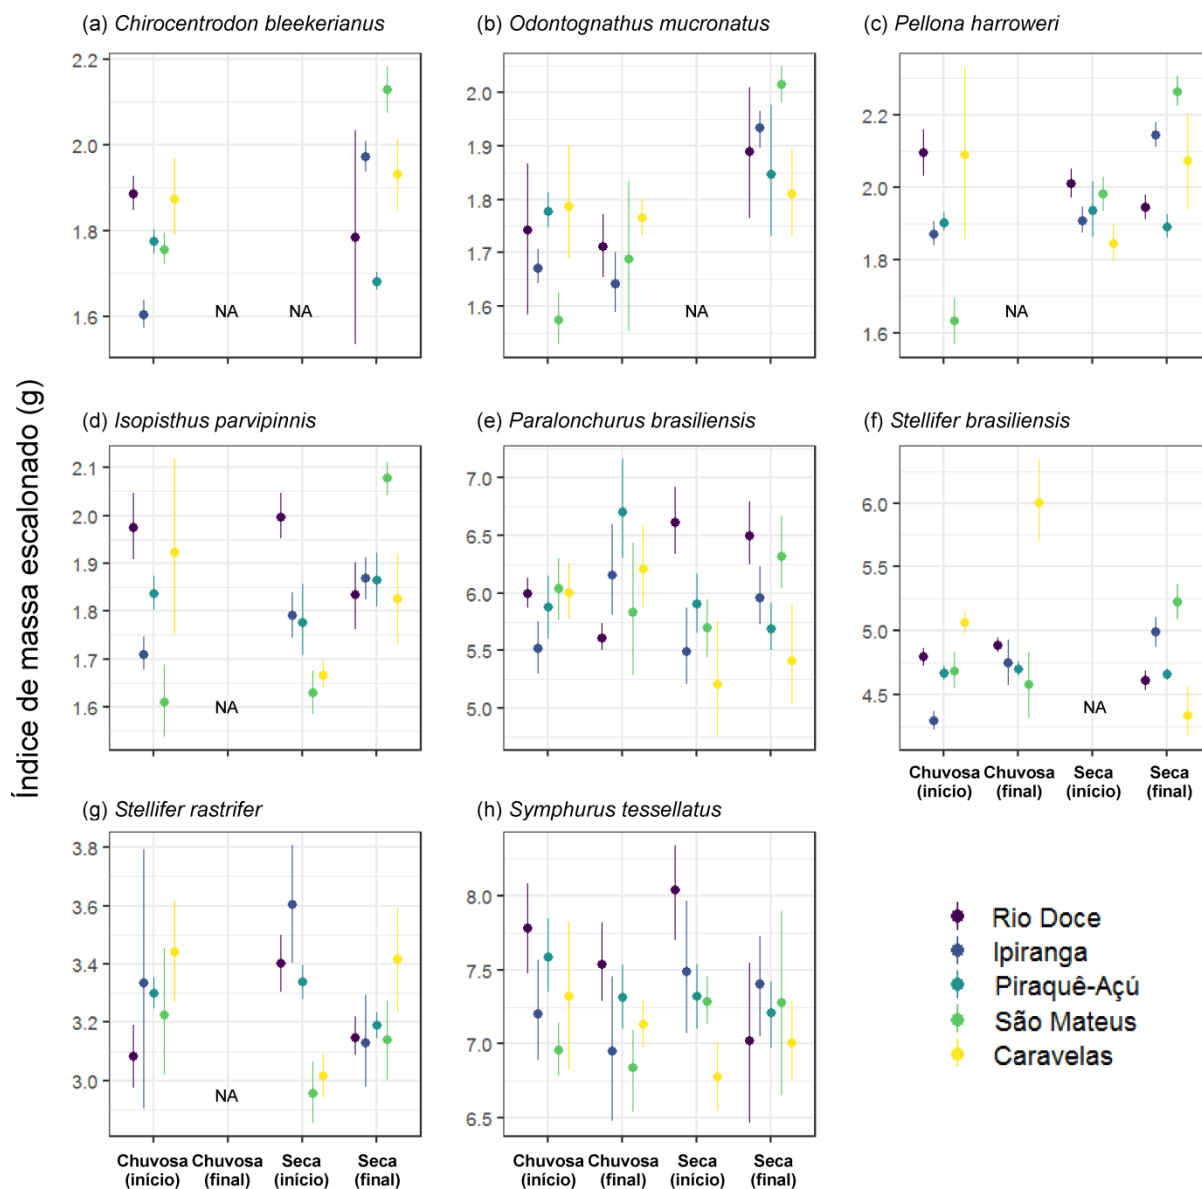 (a) Chirocentrodon bleekerianus
(b) Odontognathus mucronatus
(c) Pellona harroweri
2.2
2.0
1.8
1.6
NA
NA
2.0
1.9
1.8
1.7
1.6
NA
2.2
2.0
1.8
1.6
NA
Índice de massa escalonado (g)
(d) Isopisthus parvipinnis
(e) Paralonchurus brasiliensis
(f) Stellifer brasiliensis
2.1
2.0
1.9
1.8
1.7
1.6
NA
7.0
6.5
6.0
5.5
5.0
6.0
5.5
5.0
4.5
NA
Chuvosa (início)
Chuvosa (final)
Seca (início)
Seca (final)
(g) Stellifer rastrifer
(h) Symphurus tessellatus
3.8
3.6
3.4
3.2
3.0
NA
Chuvosa (início)
Chuvosa (final)
Seca (início)
Seca (final)
8.0
7.5
7.0
6.5
Chuvosa (início)
Chuvosa (final)
Seca (início)
Seca (final)
Rio Doce
Ipiranga
Piraquê-Açú
São Mateus
Caravelas